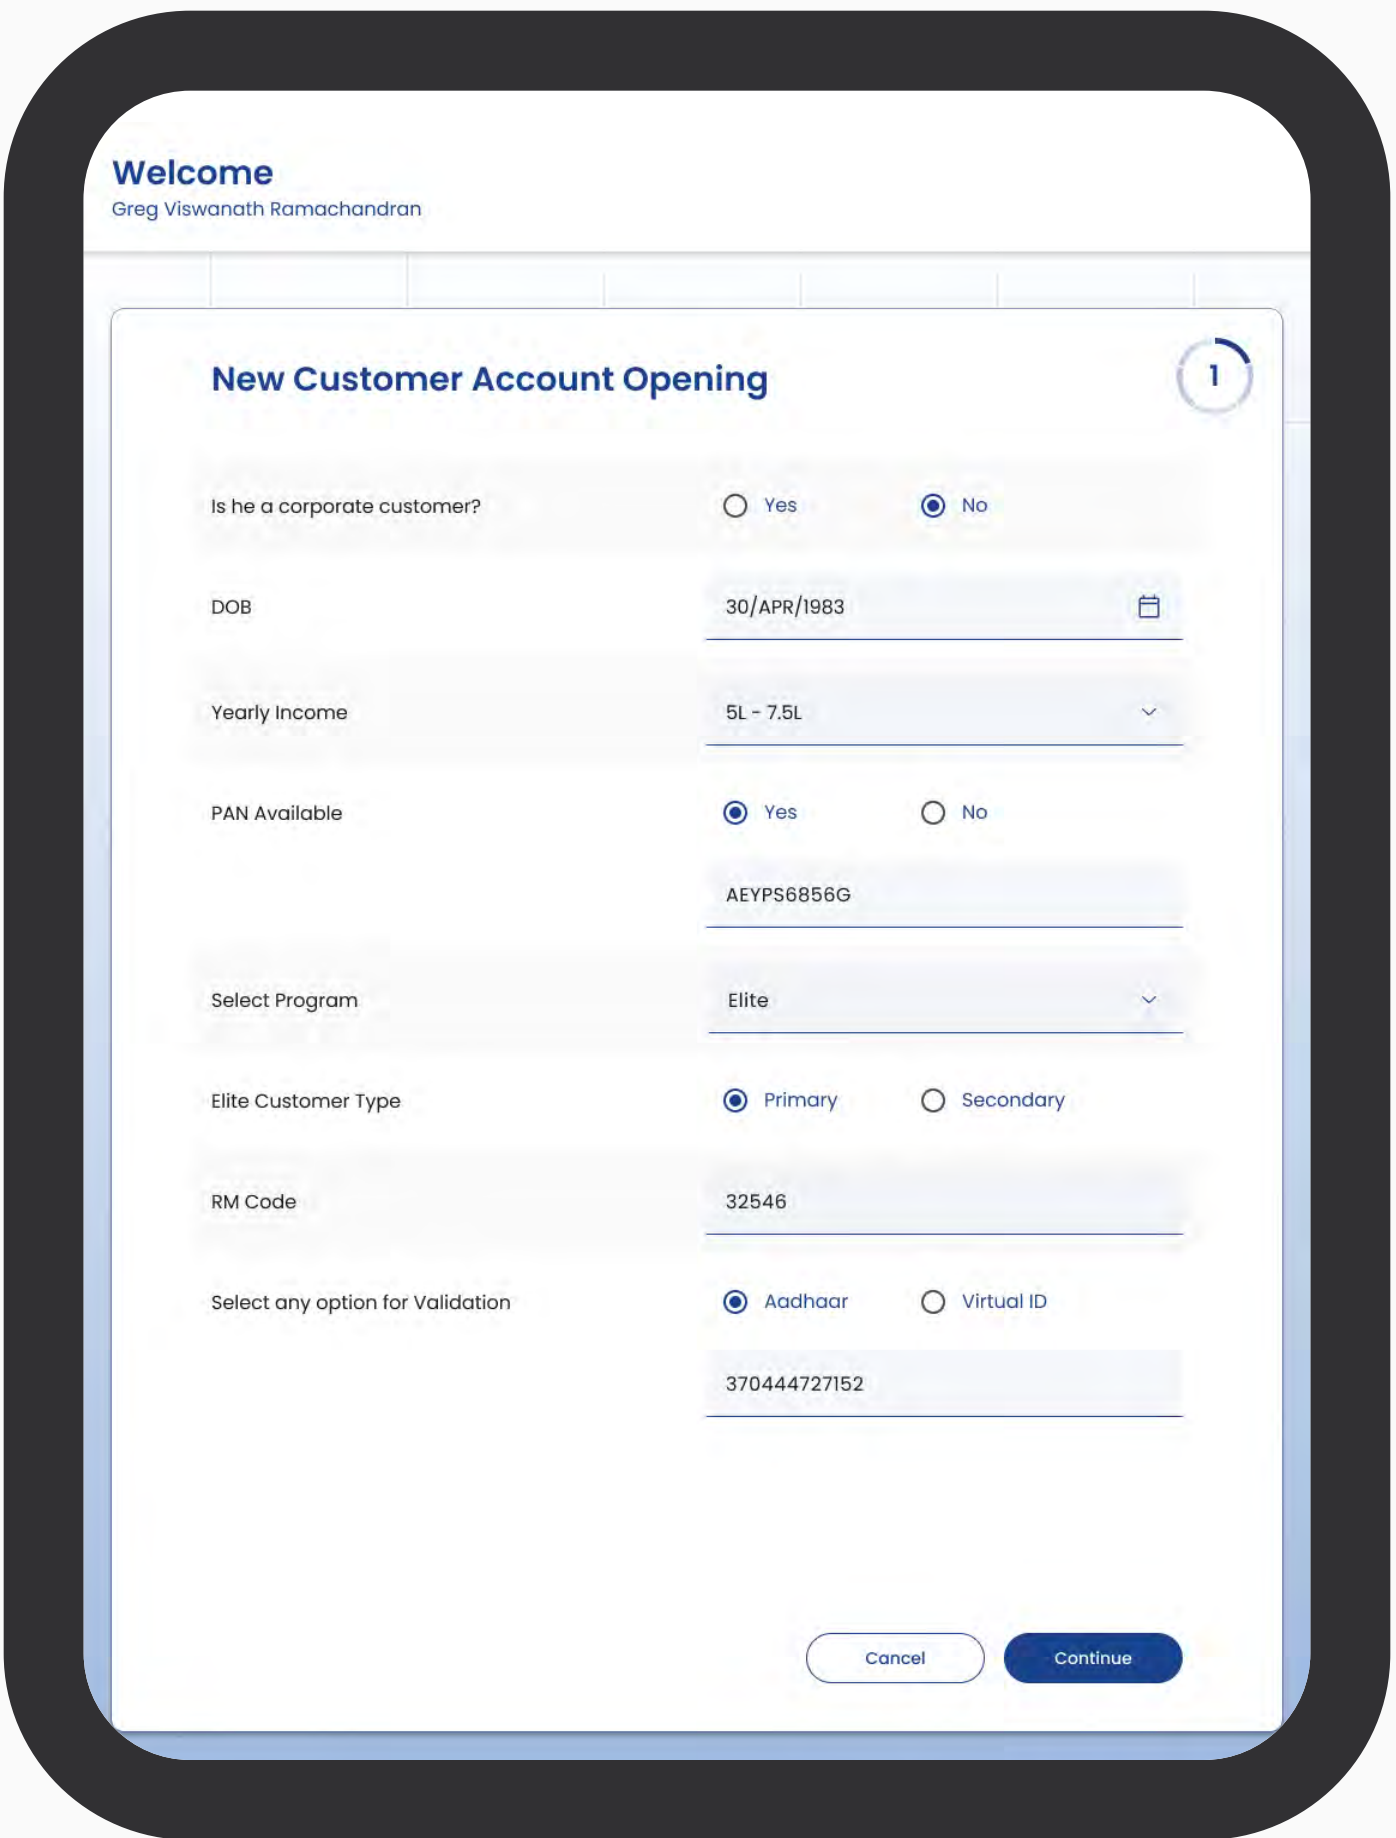 Welcome
Greg Viswanath Ramachandran
New Customer Account Opening
1
Is he a corporate customer? Yes No
DOB 30/APR/1983
Yearly Income 5L - 7.5L
PAN Available Yes No
AEYPS6856G
Select Program Elite
Elite Customer Type Primary Secondary
RM Code 32546
Select any option for Validation Aadhaar Virtual ID
370444727152
Cancel Continue